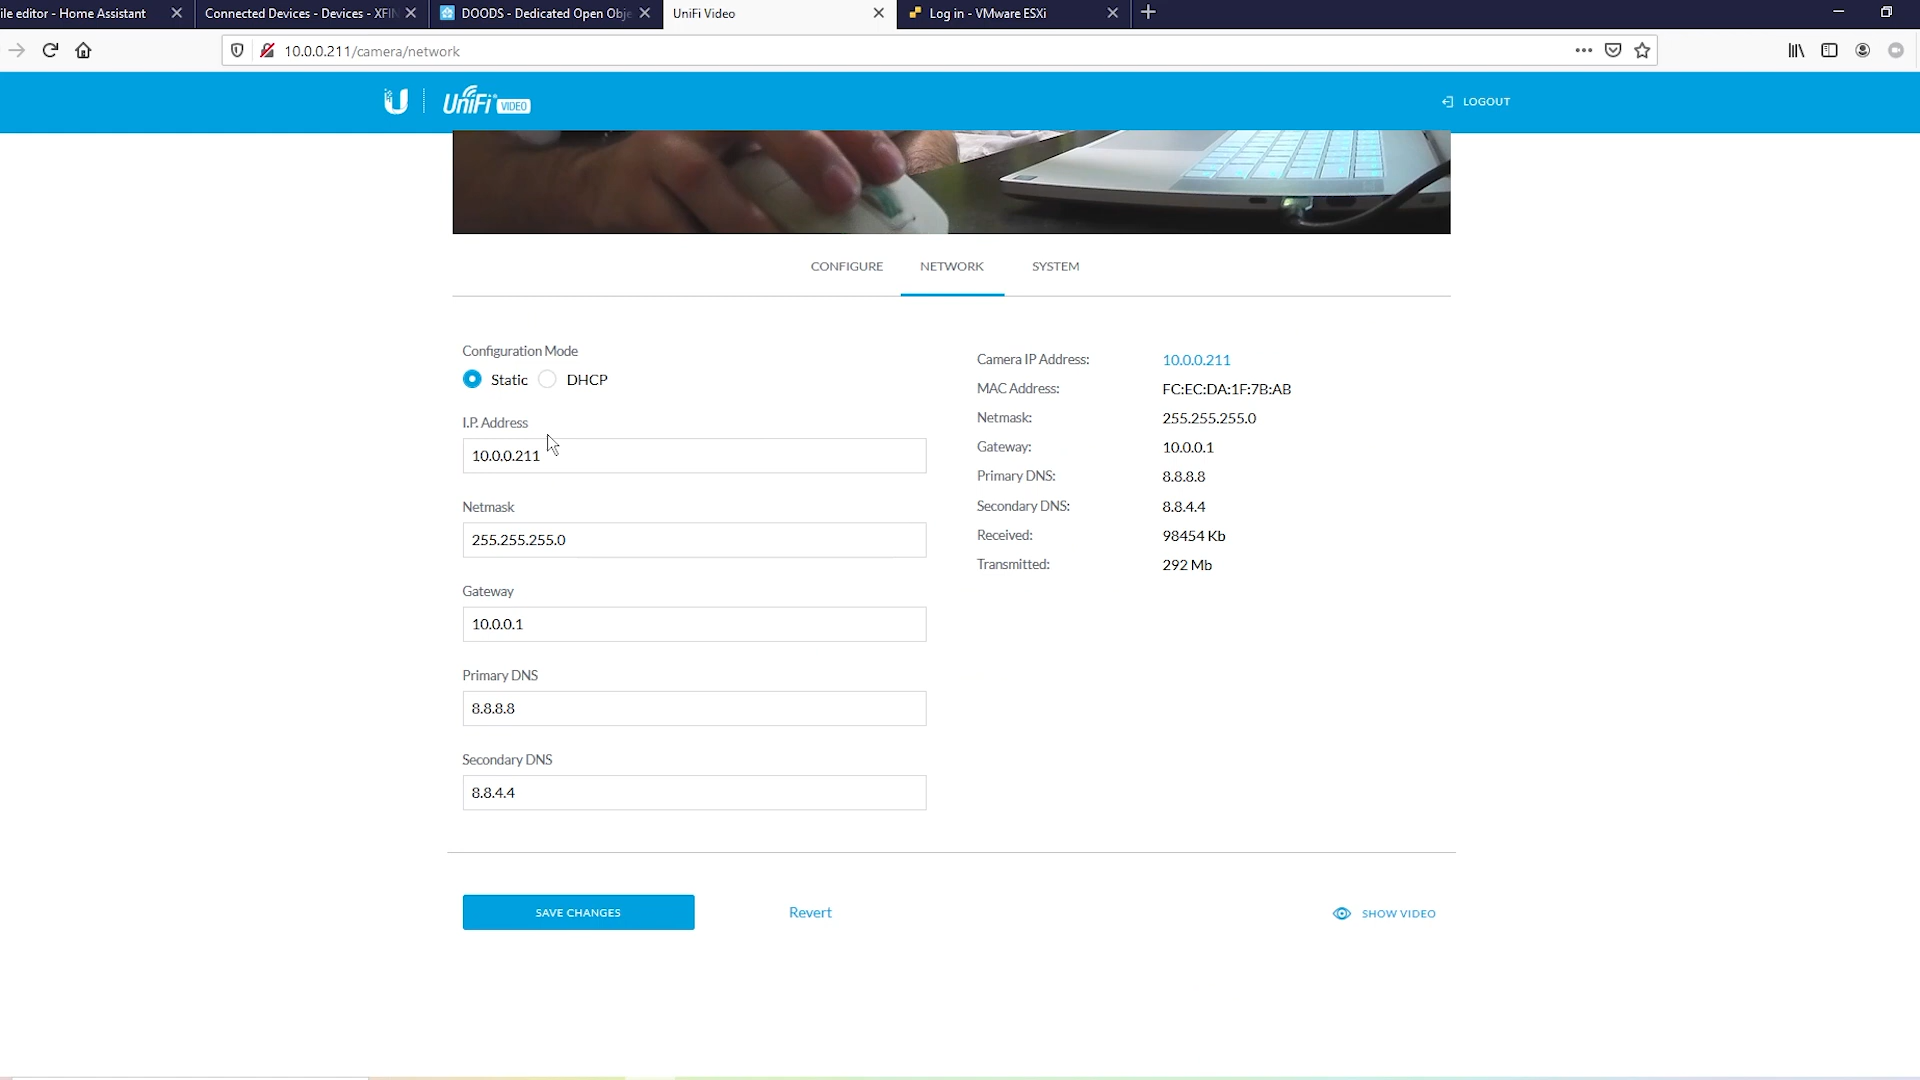 ile editor - Home Assistant
Connected Devices - Devices - XFIN
DOODS - Dedicated Open Obje
UniFi Video
Log in - VMware ESXi
10.0.0.211/camera/network
UniFi VIDEO
LOGOUT
CONFIGURE
NETWORK
SYSTEM
Configuration Mode
Static
DHCP
I.P. Address
10.0.0.211
Netmask
255.255.255.0
Gateway
10.0.0.1
Primary DNS
8.8.8.8
Secondary DNS
8.8.4.4
Camera IP Address: 10.0.0.211
MAC Address: FC:EC:DA:1F:7B:AB
Netmask: 255.255.255.0
Gateway: 10.0.0.1
Primary DNS: 8.8.8.8
Secondary DNS: 8.8.4.4
Received: 98454 Kb
Transmitted: 292 Mb
SAVE CHANGES
Revert
SHOW VIDEO